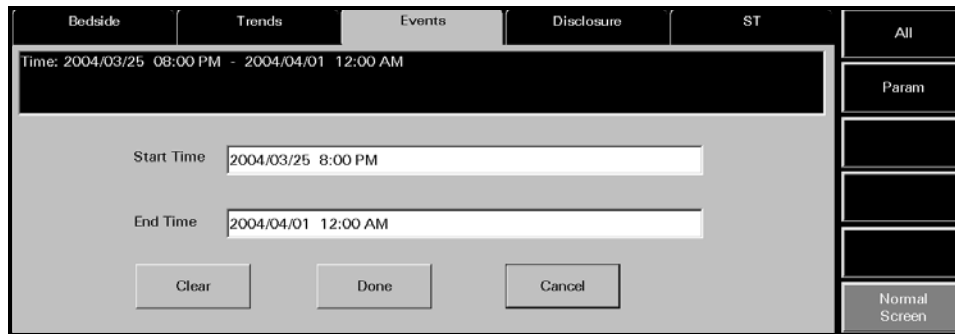 Bedside Trends Events Disclosure ST
All
Time: 2004/03/25 08:00 PM - 2004/04/01 12:00 AM
Param
Start Time 2004/03/25 8:00 PM
End Time 2004/04/01 12:00 AM
Clear Done Cancel
Normal
Screen